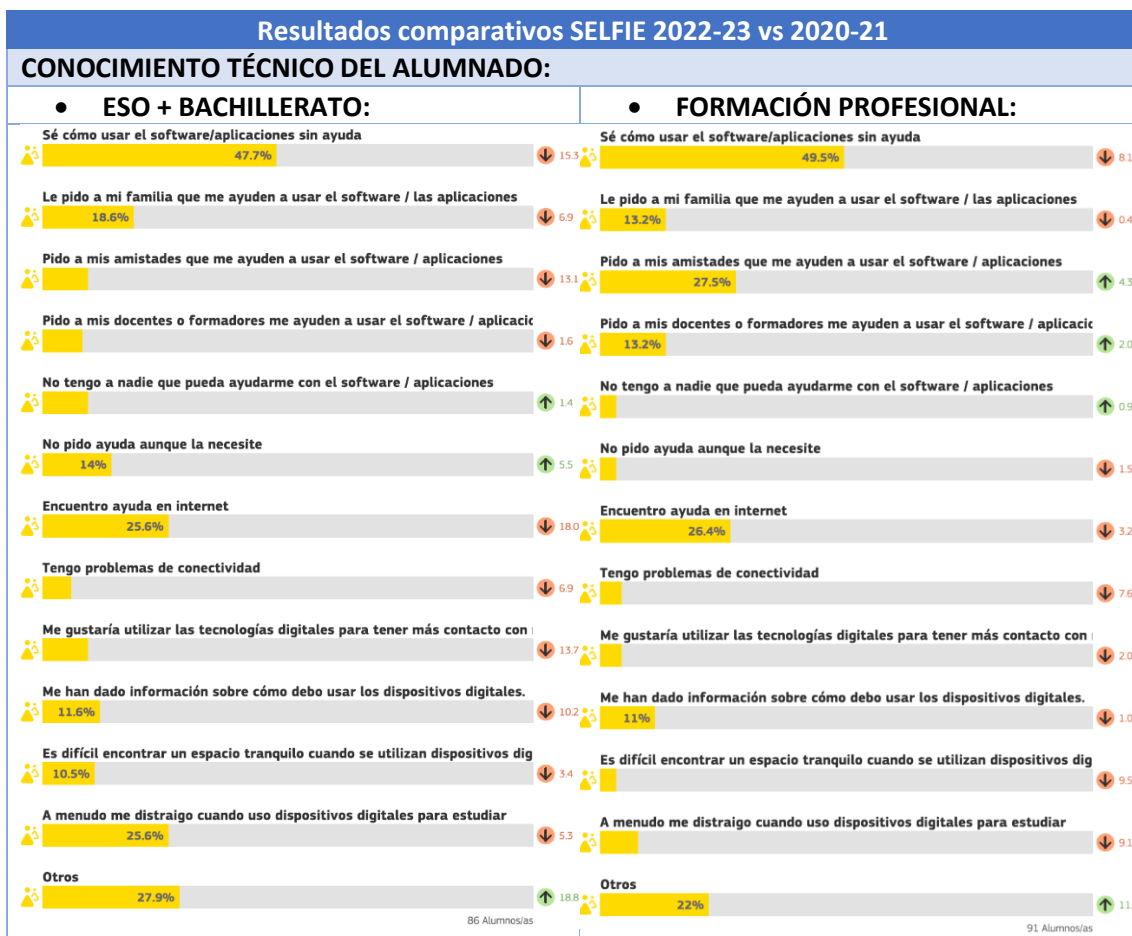 Resultados comparativos SELFIE 2022-23 vs 2020-21
CONOCIMIENTO TÉCNICO DEL ALUMNADO:
• ESO + BACHILLERATO:
Sé cómo usar el software/aplicaciones sin ayuda
47.7% 15.3
Le pido a mi familia que me ayuden a usar el software / las aplicaciones
18.6% 6.9
Pido a mis amistades que me ayuden a usar el software / aplicaciones
13.1
Pido a mis docentes o formadores me ayuden a usar el software / aplicacic
1.6
No tengo a nadie que pueda ayudarme con el software / aplicaciones
1.4
No pido ayuda aunque la necesite
14% 5.5
Encuentro ayuda en internet
25.6% 18.0
Tengo problemas de conectividad
6.9
Me gustaría utilizar las tecnologías digitales para tener más contacto con
13.7
Me han dado información sobre cómo debo usar los dispositivos digitales.
11.6% 10.2
Es difícil encontrar un espacio tranquilo cuando se utilizan dispositivos dig
10.5% 3.4
A menudo me distraigo cuando uso dispositivos digitales para estudiar
25.6% 5.3
Otros
27.9% 18.8
86 Alumnos/as
• FORMACIÓN PROFESIONAL:
Sé cómo usar el software/aplicaciones sin ayuda
49.5% 8.1
Le pido a mi familia que me ayuden a usar el software / las aplicaciones
13.2% 0.4
Pido a mis amistades que me ayuden a usar el software / aplicaciones
27.5% 4.3
Pido a mis docentes o formadores me ayuden a usar el software / aplicacic
13.2% 2.0
No tengo a nadie que pueda ayudarme con el software / aplicaciones
0.9
No pido ayuda aunque la necesite
1.5
Encuentro ayuda en internet
26.4% 3.2
Tengo problemas de conectividad
7.6
Me gustaría utilizar las tecnologías digitales para tener más contacto con
2.0
Me han dado información sobre cómo debo usar los dispositivos digitales.
11% 1.0
Es difícil encontrar un espacio tranquilo cuando se utilizan dispositivos dig
9.5
A menudo me distraigo cuando uso dispositivos digitales para estudiar
9.1
Otros
22% 11.
91 Alumnos/as